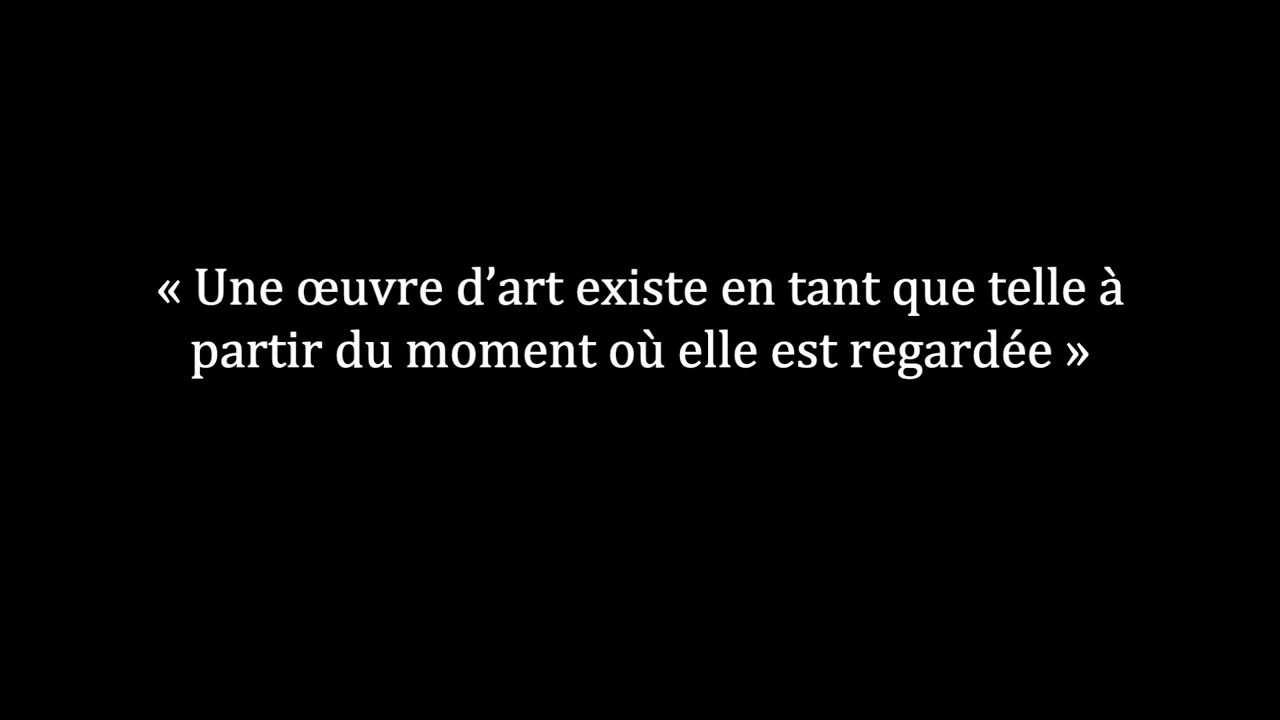 « Une œuvre d’art existe en tant que telle à
partir du moment où elle est regardée »